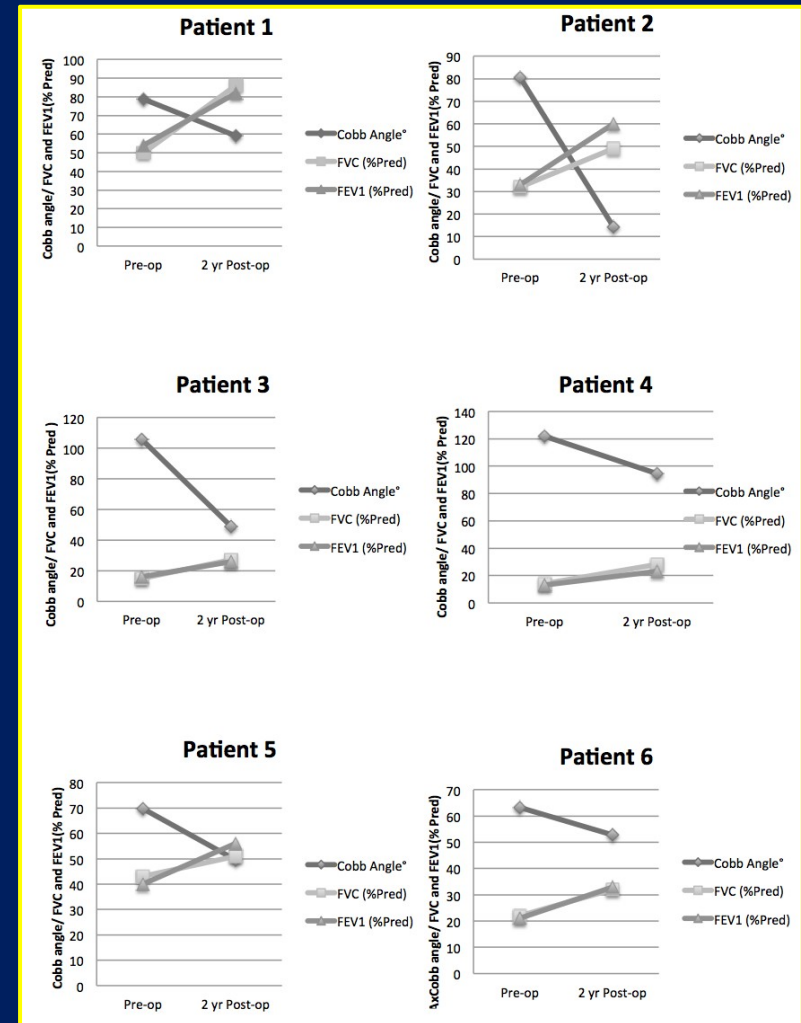 Patient 1
Cobb angle/ FVC and FEV1(% Pred)
100
90
80
70
60
50
40
30
20
10
0
Pre-op 2 yr Post-op
Cobb Angle°
FVC (%Pred)
FEV1 (%Pred)
Patient 2
Cobb angle/ FVC and FEV1(% Pred)
90
80
70
60
50
40
30
20
10
0
Pre-op 2 yr Post-op
Cobb Angle°
FVC (%Pred)
FEV1 (%Pred)
Patient 3
Cobb angle/ FVC and FEV1(% Pred )
120
100
80
60
40
20
0
Pre-op 2 yr Post-op
Cobb Angle°
FVC (%Pred)
FEV1 (%Pred)
Patient 4
Cobb angle/ FVC and FEV1(% Pred)
140
120
100
80
60
40
20
0
Pre-op 2 yr Post-op
Cobb Angle°
FVC (%Pred)
FEV1 (%Pred)
Patient 5
Cobb angle/ FVC and FEV1(% Pred)
80
70
60
50
40
30
20
10
0
Pre-op 2 yr Post-op
Cobb Angle°
FVC (%Pred)
FEV1 (%Pred)
Patient 6
AxCobb angle/ FVC and FEV1(% Pred)
70
60
50
40
30
20
10
0
Pre-op 2 yr Post-op
Cobb Angle°
FVC (%Pred)
FEV1 (%Pred)